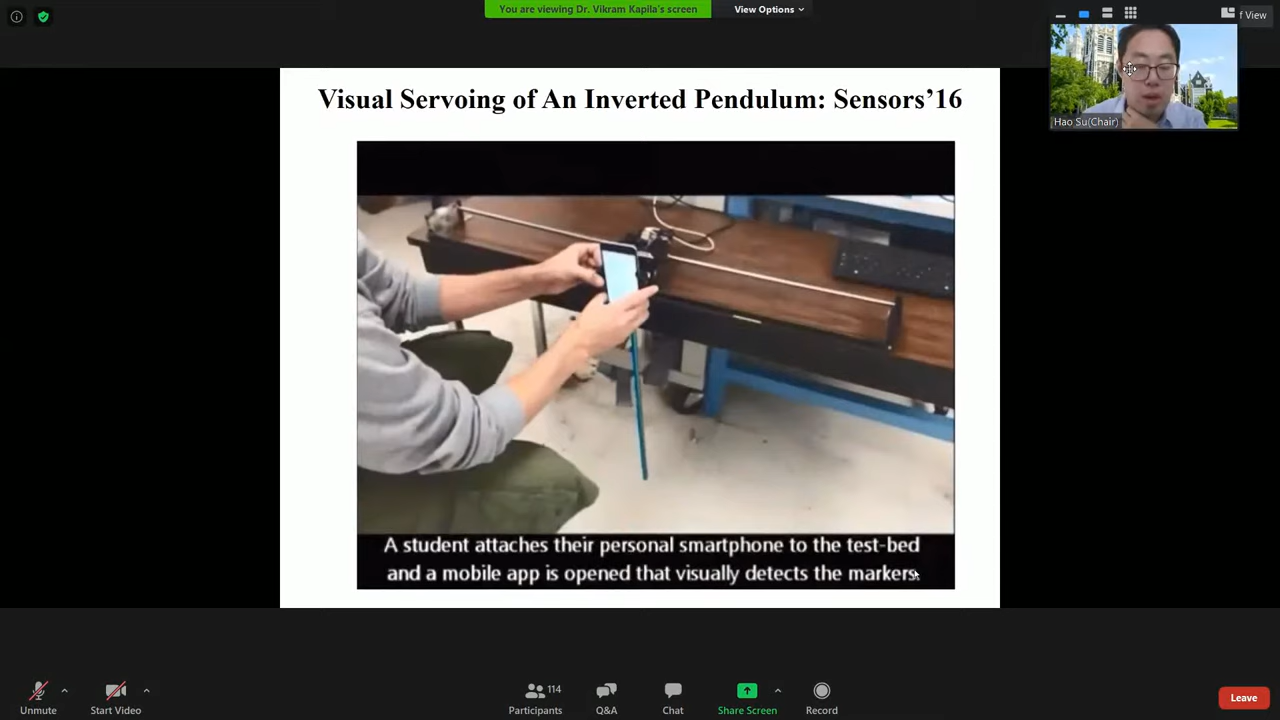 You are viewing Dr. Vikram Kapila's screen
View Options
f View
Hao Su(Chair)
Visual Servoing of An Inverted Pendulum: Sensors’16
A student attaches their personal smartphone to the test-bed
and a mobile app is opened that visually detects the markers.
Unmute
Start Video
114
Participants
Q&A
Chat
Share Screen
Record
Leave